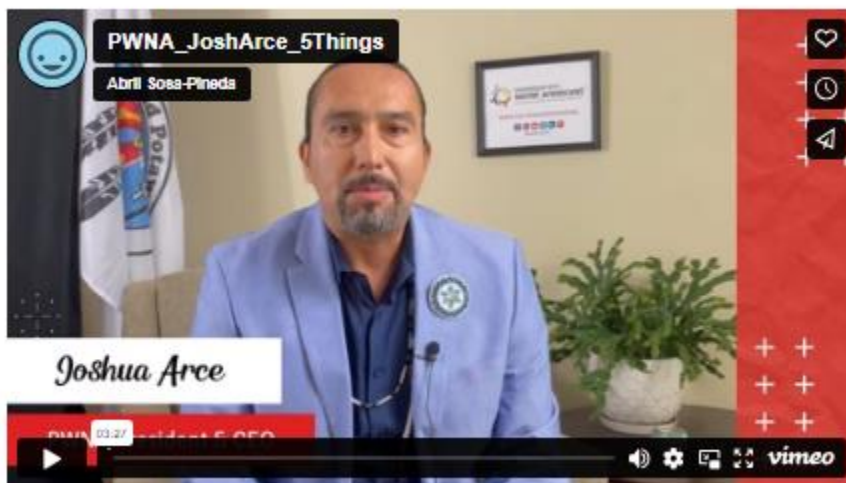 PWNA_JoshArce_5Things
Abril Sosa-Pineda
Joshua Arce
03:27
vimeo